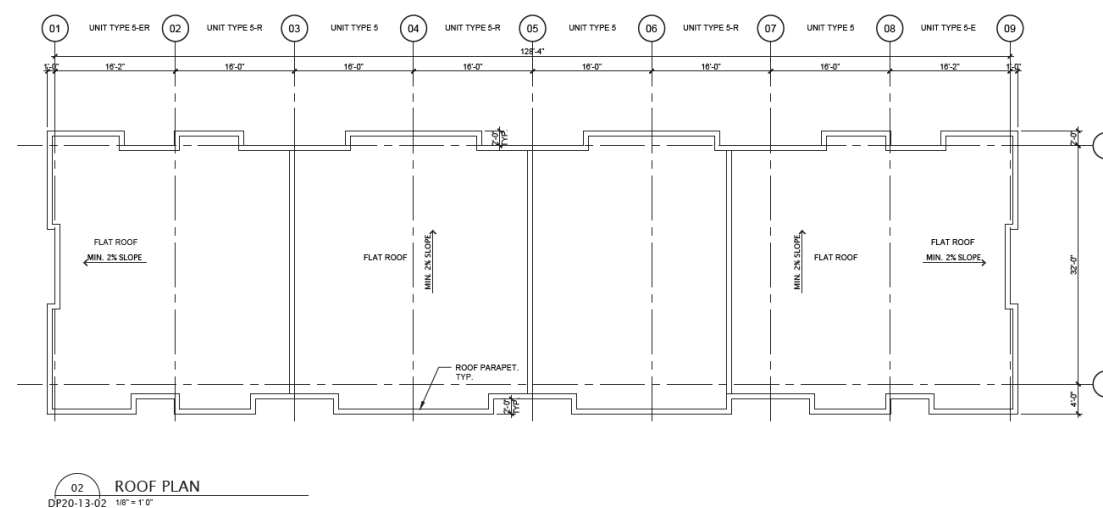 01 UNIT TYPE 5-ER 02 UNIT TYPE 5-R 03 UNIT TYPE 5 04 UNIT TYPE 5-R 05 UNIT TYPE 5 06 UNIT TYPE 5-R 07 UNIT TYPE 5 08 UNIT TYPE 5-E 09
128'-4"
1'-0" 16'-2" 16'-0" 16'-0" 16'-0" 16'-0" 16'-0" 16'-0" 16'-2" 1'-0"
2'-0"
TYP.
2'-0"
FLAT ROOF
MIN. 2% SLOPE
FLAT ROOF
MIN. 2% SLOPE
MIN. 2% SLOPE
FLAT ROOF
FLAT ROOF
MIN. 2% SLOPE
32'-0"
ROOF PARAPET.
TYP.
2'-0"
TYP.
4'-0"
02 ROOF PLAN
DP20-13-02 1/8" = 1' 0"